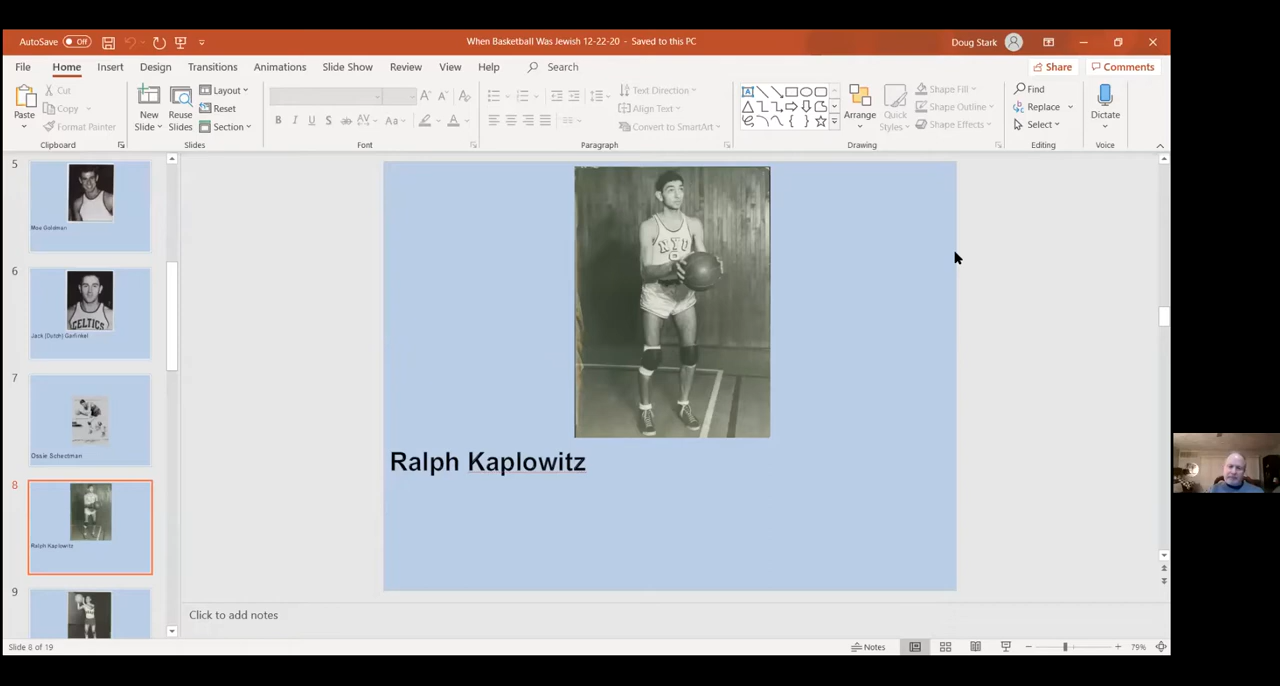 AutoSave Off
When Basketball Was Jewish 12-22-20 - Saved to this PC
Doug Stark
File Home Insert Design Transitions Animations Slide Show Review View Help Search
Share Comments
Paste
Cut
Copy
Format Painter
Clipboard
New Slide
Reuse Slides
Layout
Reset
Section
Slides
B I U S ab AV Aa A
Font
Text Direction
Align Text
Convert to SmartArt
Paragraph
Arrange
Quick Styles
Shape Fill
Shape Outline
Shape Effects
Drawing
Find
Replace
Select
Editing
Dictate
Voice
5
Moe Goldman
6
CELTICS
Jack (Dutch) Garfinkel
7
Ossie Schectman
8
Ralph Kaplowitz
9
NYU
Ralph Kaplowitz
Click to add notes
Slide 8 of 19
Notes
79%